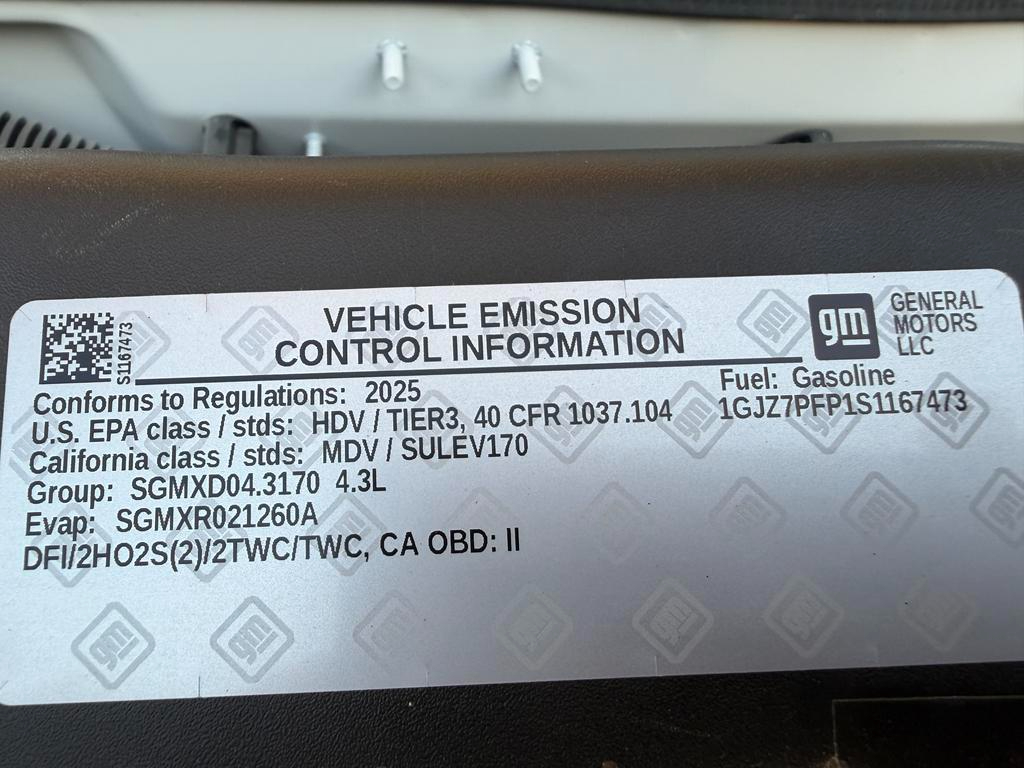 VEHICLE EMISSION
CONTROL INFORMATION
gm
GENERAL
MOTORS
LLC
S1167473
Conforms to Regulations: 2025
Fuel: Gasoline
U.S. EPA class / stds: HDV / TIER3, 40 CFR 1037.104
1GJZ7PFP1S1167473
California class / stds: MDV / SULEV170
Group: SGMXD04.3170 4.3L
Evap: SGMXR021260A
DFI/2HO2S(2)/2TWC/TWC, CA OBD: II